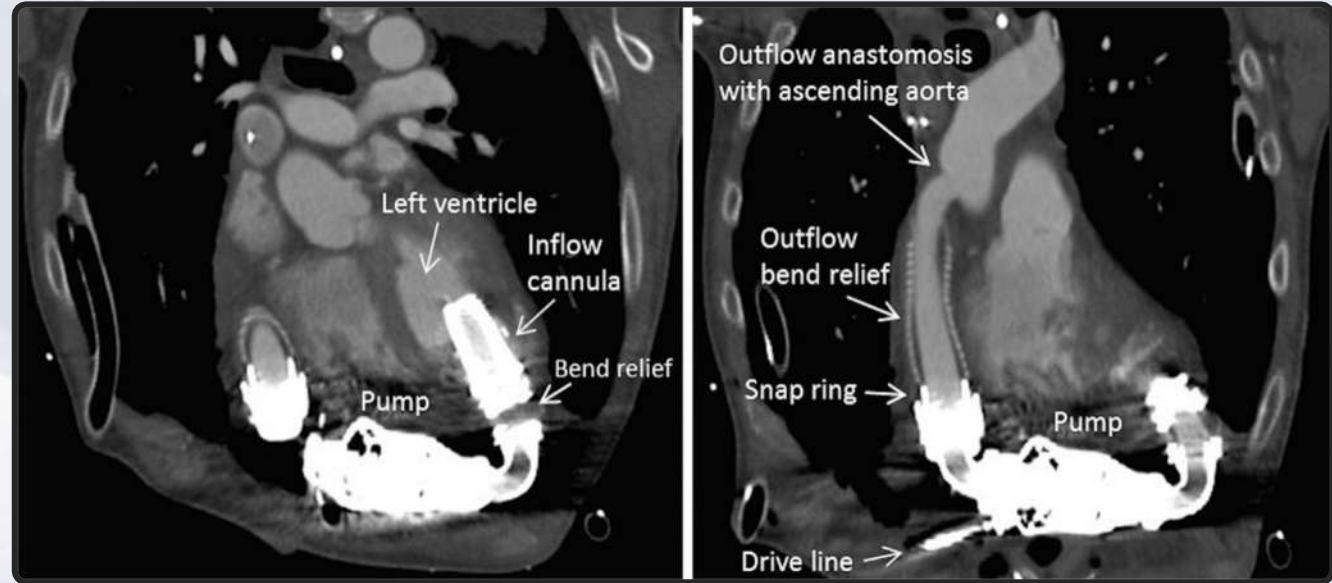 Left ventricle
Inflow
cannula
Bend relief
Pump
Outflow anastomosis
with ascending aorta
Outflow
bend relief
Snap ring
Pump
Drive line